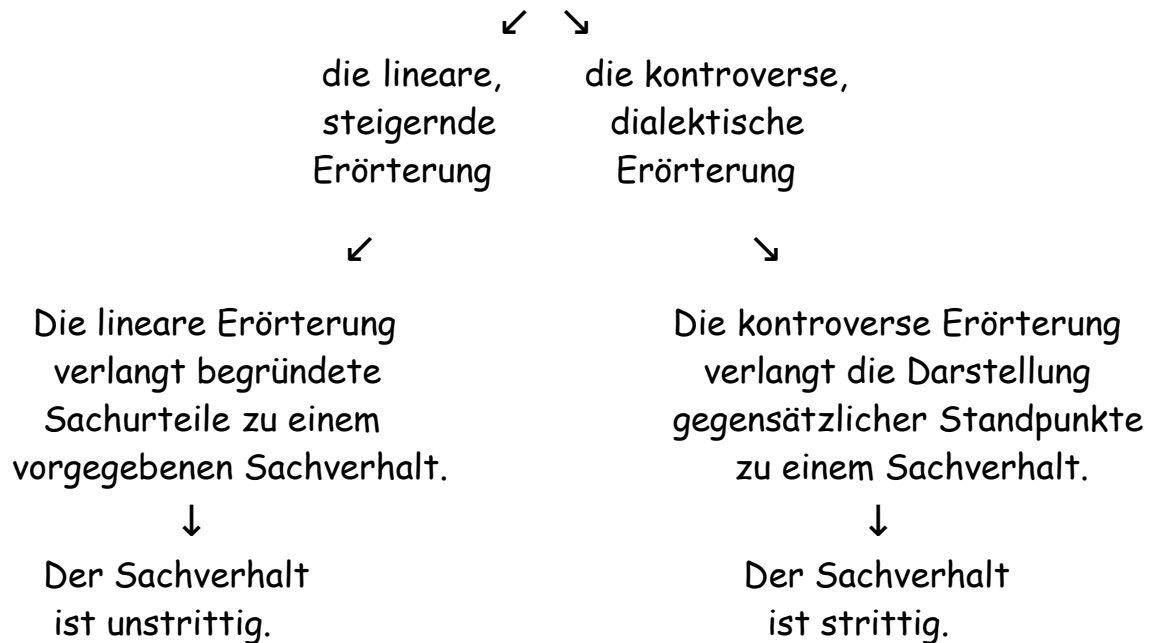 ↙ ↘
die lineare, die kontroverse,
steigernde dialektische
Erörterung Erörterung
↙ ↘
Die lineare Erörterung Die kontroverse Erörterung
verlangt begründete verlangt die Darstellung
Sachurteile zu einem gegensätzlicher Standpunkte
vorgegebenen Sachverhalt. zu einem Sachverhalt.
↓ ↓
Der Sachverhalt Der Sachverhalt
ist unstrittig. ist strittig.